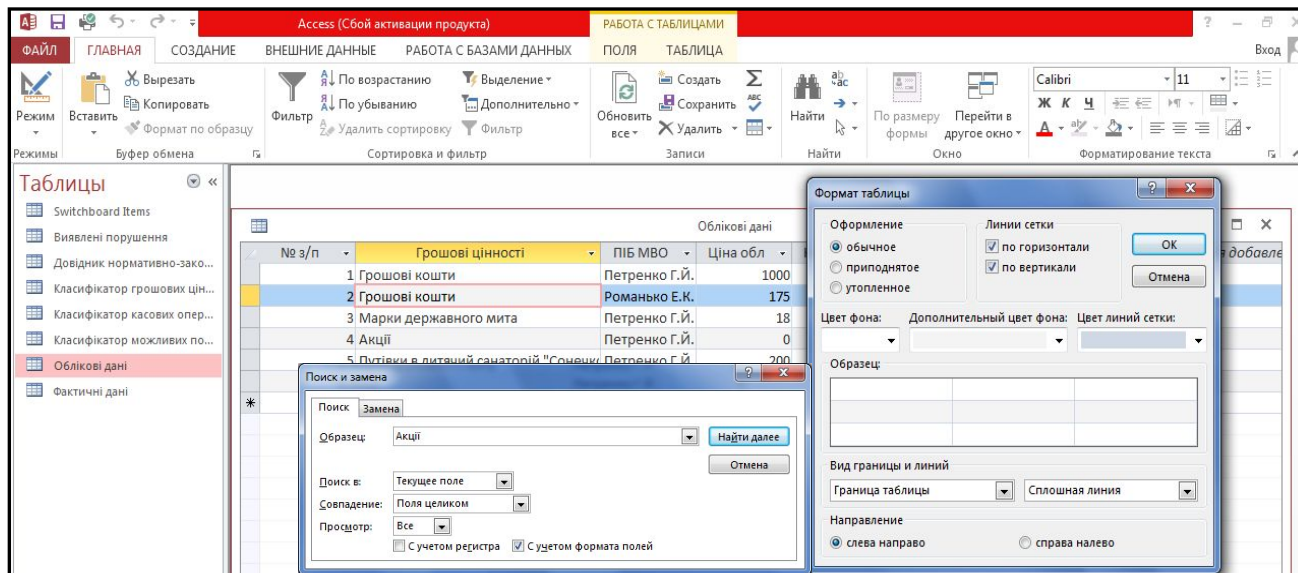 Access (Сбой активации продукта)
РАБОТА С ТАБЛИЦАМИ
ФАЙЛ ГЛАВНАЯ СОЗДАНИЕ ВНЕШНИЕ ДАННЫЕ РАБОТА С БАЗАМИ ДАННЫХ ПОЛЯ ТАБЛИЦА Вход
Режим
Режимы
Вставить
Вырезать
Копировать
Формат по образцу
Буфер обмена
Фильтр
По возрастанию
По убыванию
Удалить сортировку
Выделение
Дополнительно
Фильтр
Сортировка и фильтр
Обновить
все
Создать
Сохранить
Удалить
Записи
Найти
Найти
По размеру
формы
Перейти в
другое окно
Окно
Calibri 11
Ж К Ч
Форматирование текста
Таблицы
Switchboard Items
Виявлені порушення
Довідник нормативно-зако...
Класифікатор грошових цін...
Класифікатор касових опер...
Класифікатор можливих по...
Облікові дані
Фактичні дані
Облікові дані
№ з/п Грошові цінності ПІБ МВО Ціна обл
1 Грошові кошти Петренко Г.Й. 1000
2 Грошові кошти Романько Е.К. 175
3 Марки державного мита Петренко Г.Й. 18
4 Акції Петренко Г.Й. 0
5 Путівки в дитячий санаторій "Сонечк Петренко Г.Й. 200
Поиск и замена
Поиск Замена
Образец: Акції Найти далее
Отмена
Поиск в: Текущее поле
Совпадение: Поля целиком
Просмотр: Все
С учетом регистра С учетом формата полей
Формат таблицы
Оформление
обычное
приподнятое
утопленное
Линии сетки
по горизонтали
по вертикали
ОК
Отмена
Цвет фона: Дополнительный цвет фона: Цвет линий сетки:
Образец:
Вид границы и линий
Граница таблицы Сплошная линия
Направление
слева направо справа налево